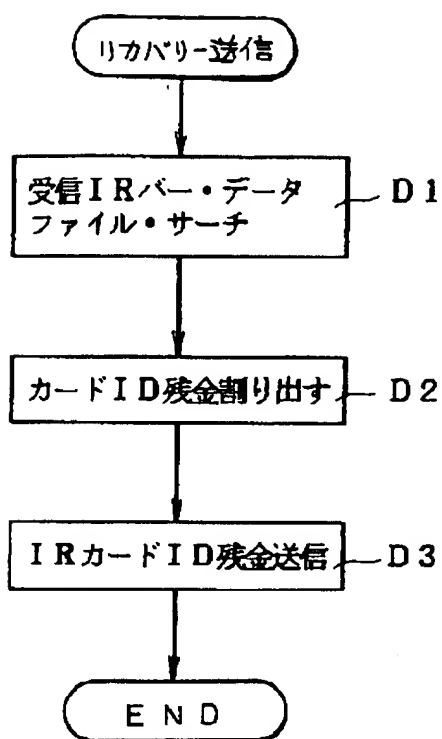 リカバリー送信
受信IRバー・データ
ファイル・サーチ
D1
カードID残金割り出す
D2
IRカードID残金送信
D3
END